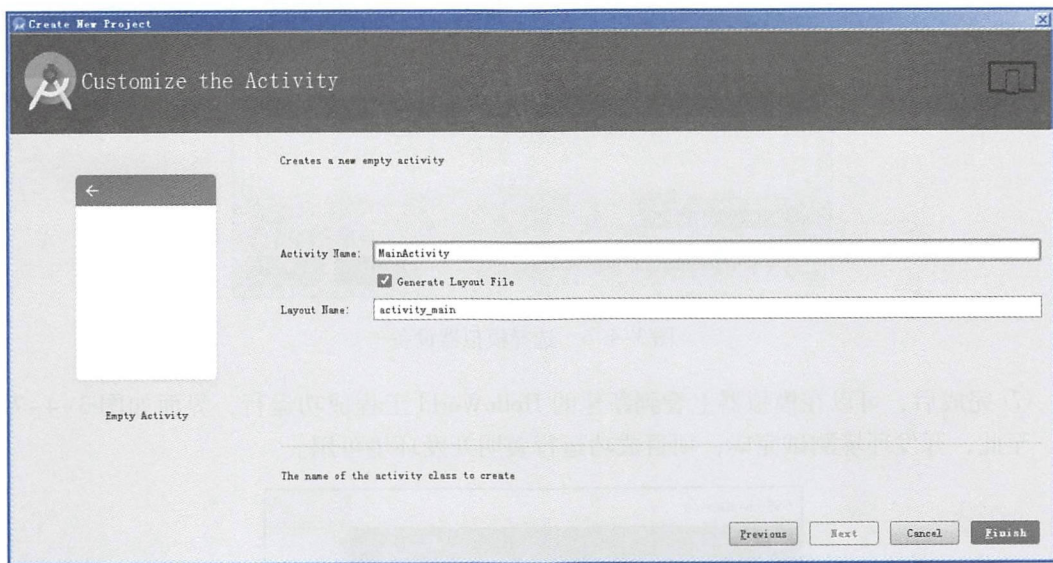 Create New Project
Customize the Activity
Creates a new empty activity
Activity Name: MainActivity
Generate Layout File
Layout Name: activity_main
Empty Activity
The name of the activity class to create
Previous Next Cancel Finish